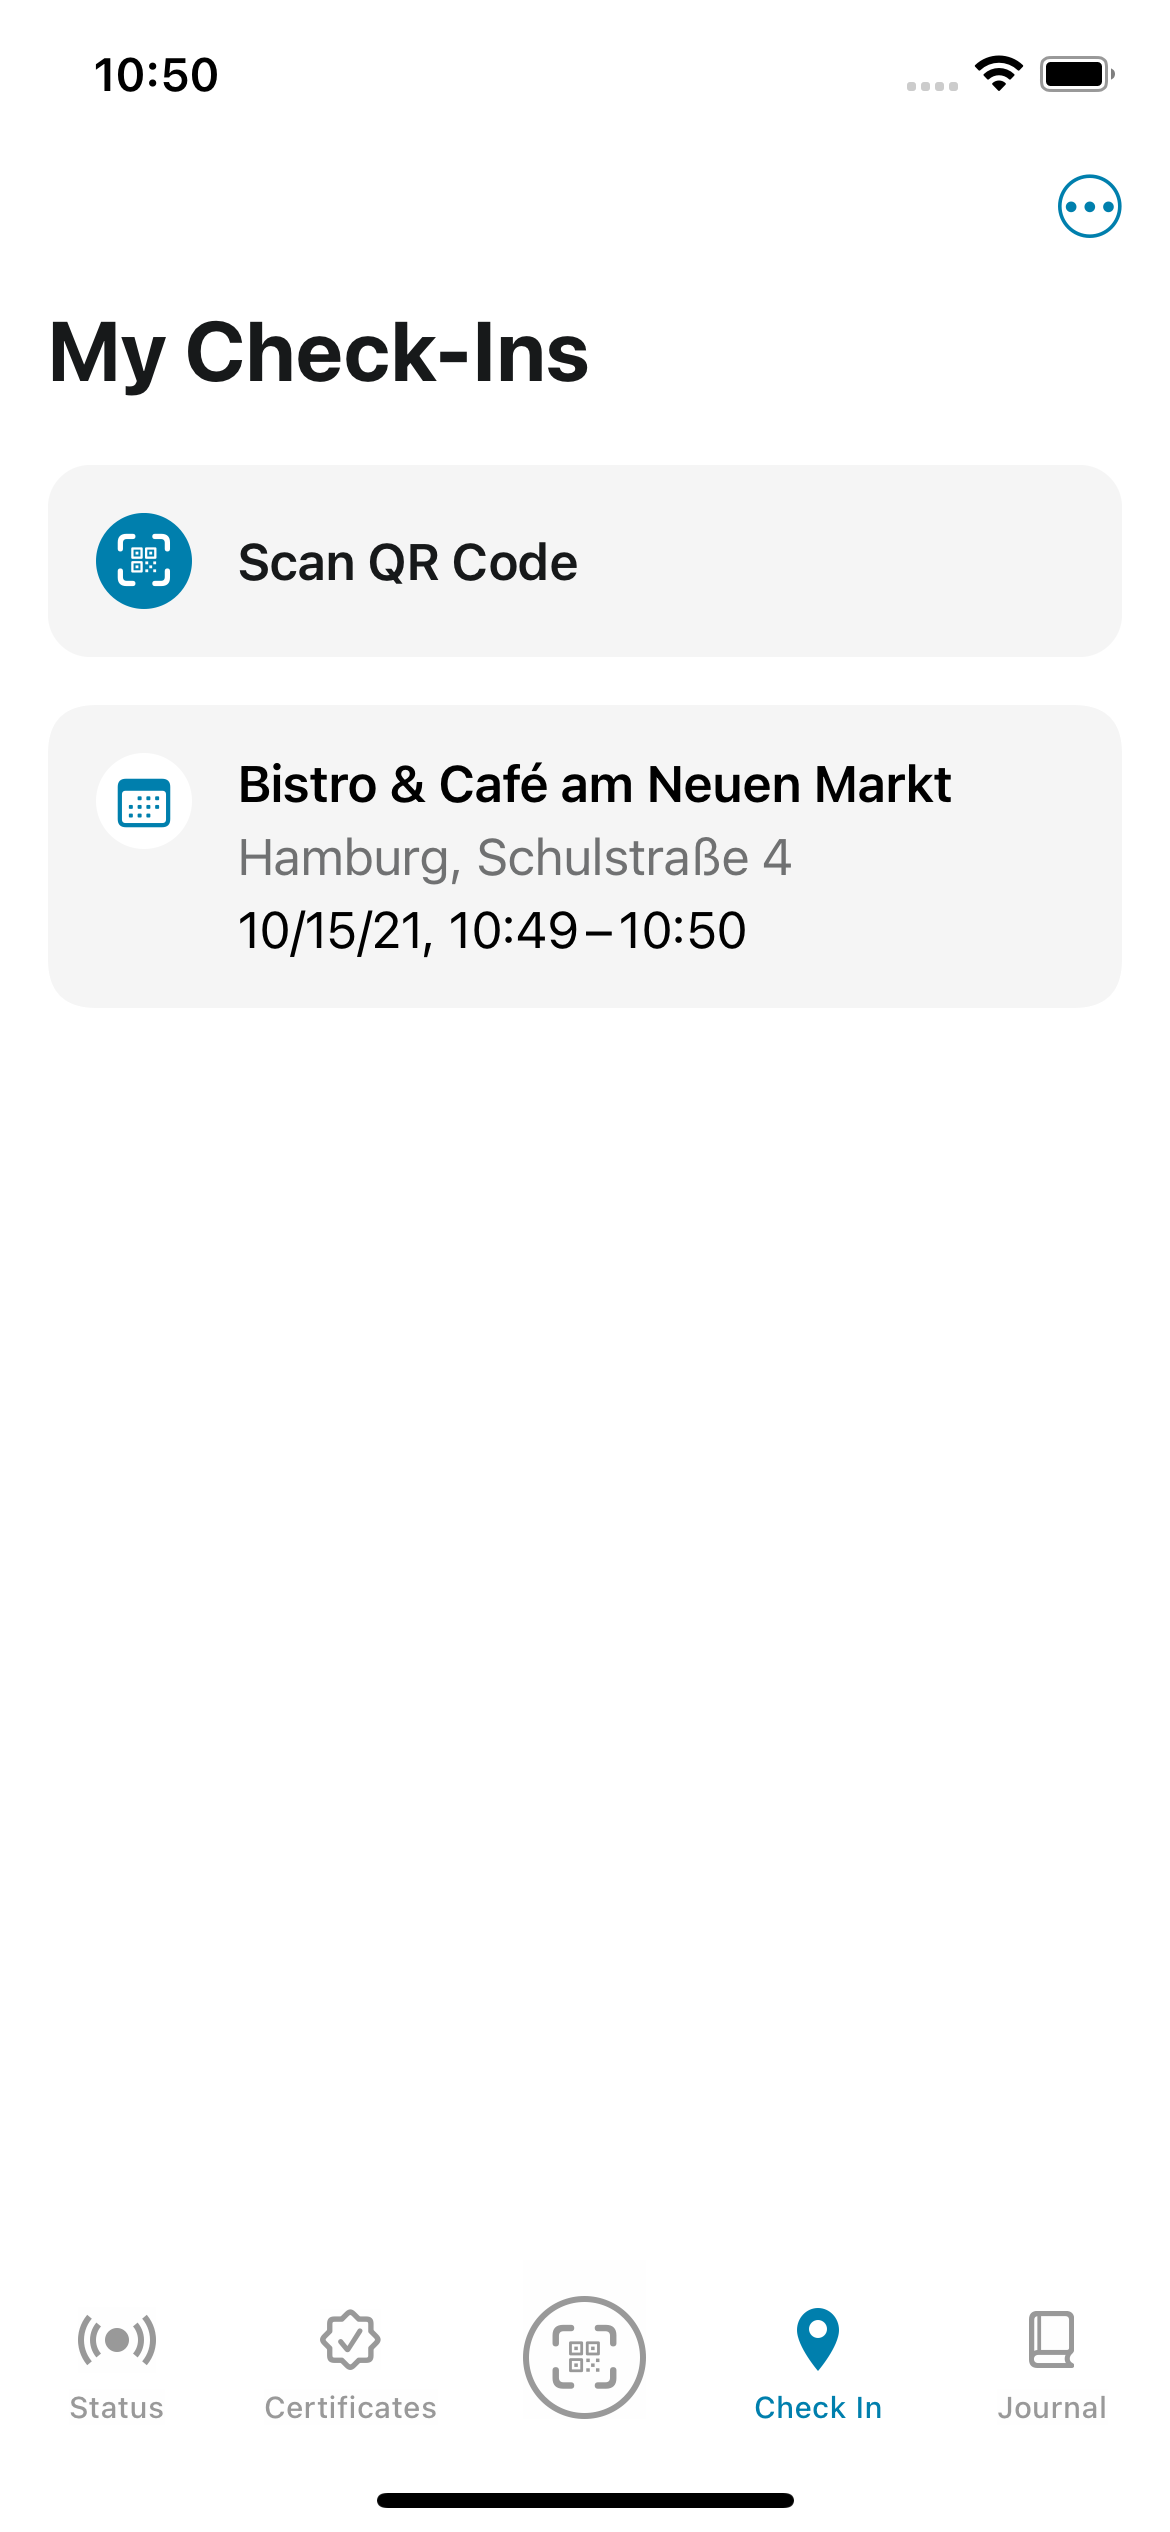 10:50
My Check-Ins
Scan QR Code
Bistro & Café am Neuen Markt
Hamburg, Schulstraße 4
10/15/21, 10:49 – 10:50
Status
Certificates
Check In
Journal